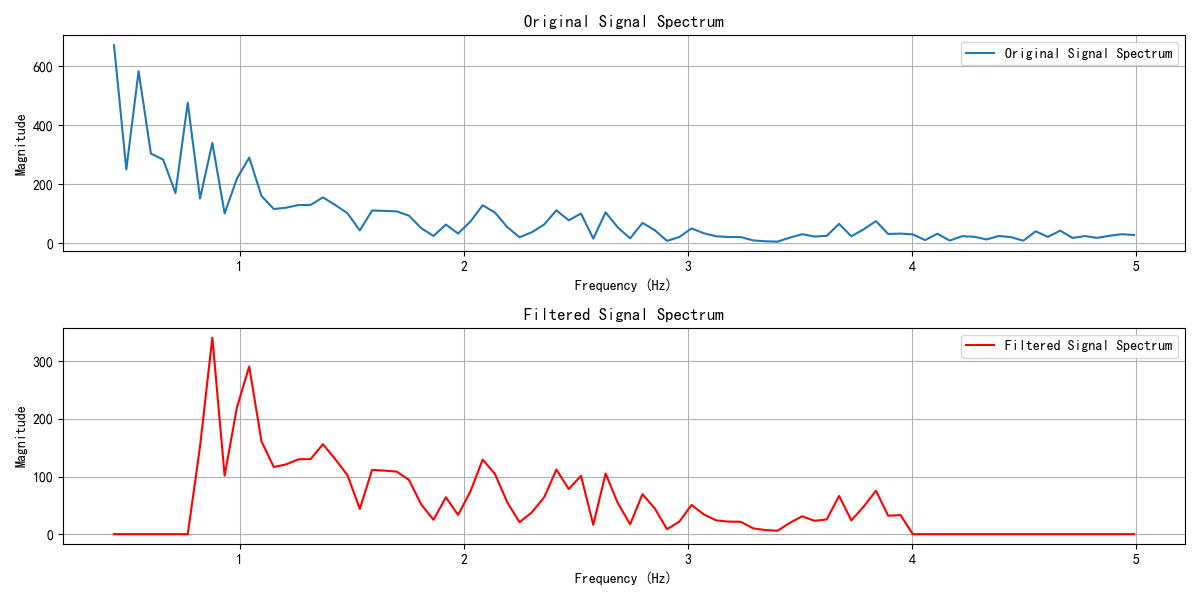 Original Signal Spectrum
Original Signal Spectrum
Magnitude
600
400
200
0
1
2
3
4
5
Frequency (Hz)
Filtered Signal Spectrum
Filtered Signal Spectrum
Magnitude
300
200
100
0
1
2
3
4
5
Frequency (Hz)